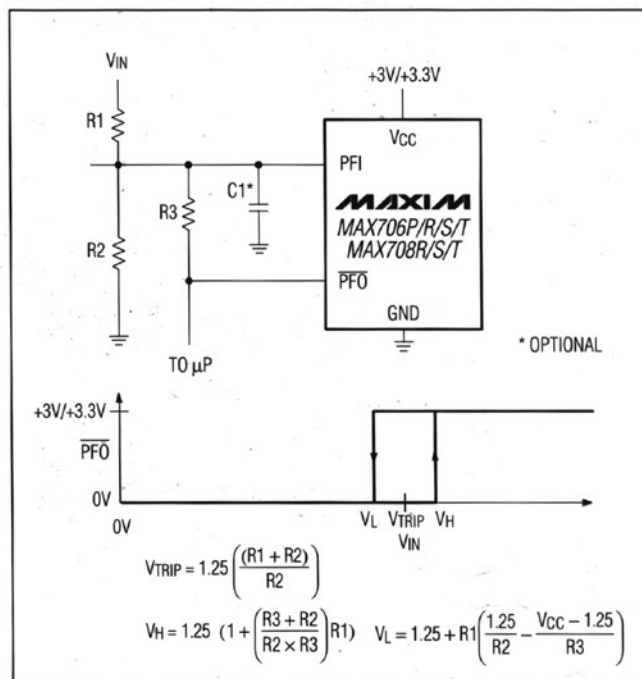 VIN
+3V/+3.3V
R1
VCC
PFI
C1*
R3
MAXIM
MAX706P/R/S/T
MAX708R/S/T
R2
PFO
GND
* OPTIONAL
TO µP
+3V/+3.3V
PFO
0V
0V
VL VTRIP VH
VIN
VTRIP = 1.25 ((R1 + R2) / R2)
VH = 1.25 (1 + (R3 + R2 / R2 × R3) R1) VL = 1.25 + R1 (1.25 / R2 − VCC − 1.25 / R3)